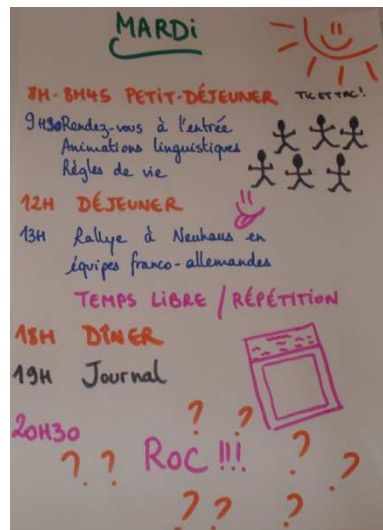 MARDi
8H-8H45 PETIT-DÉJEUNER TIC ET TAC!
9H30 Rendez-vous à l'entrée
Animations linguistiques
Règles de vie
12H DÉJEUNER
13H Rallye à Neuhaus en
équipes franco-allemandes
TEMPS LIBRE / RÉPÉTITION
18H DÎNER
19H Journal
20H30
? ? ? ? Roc !!! ? ?
? ? ?